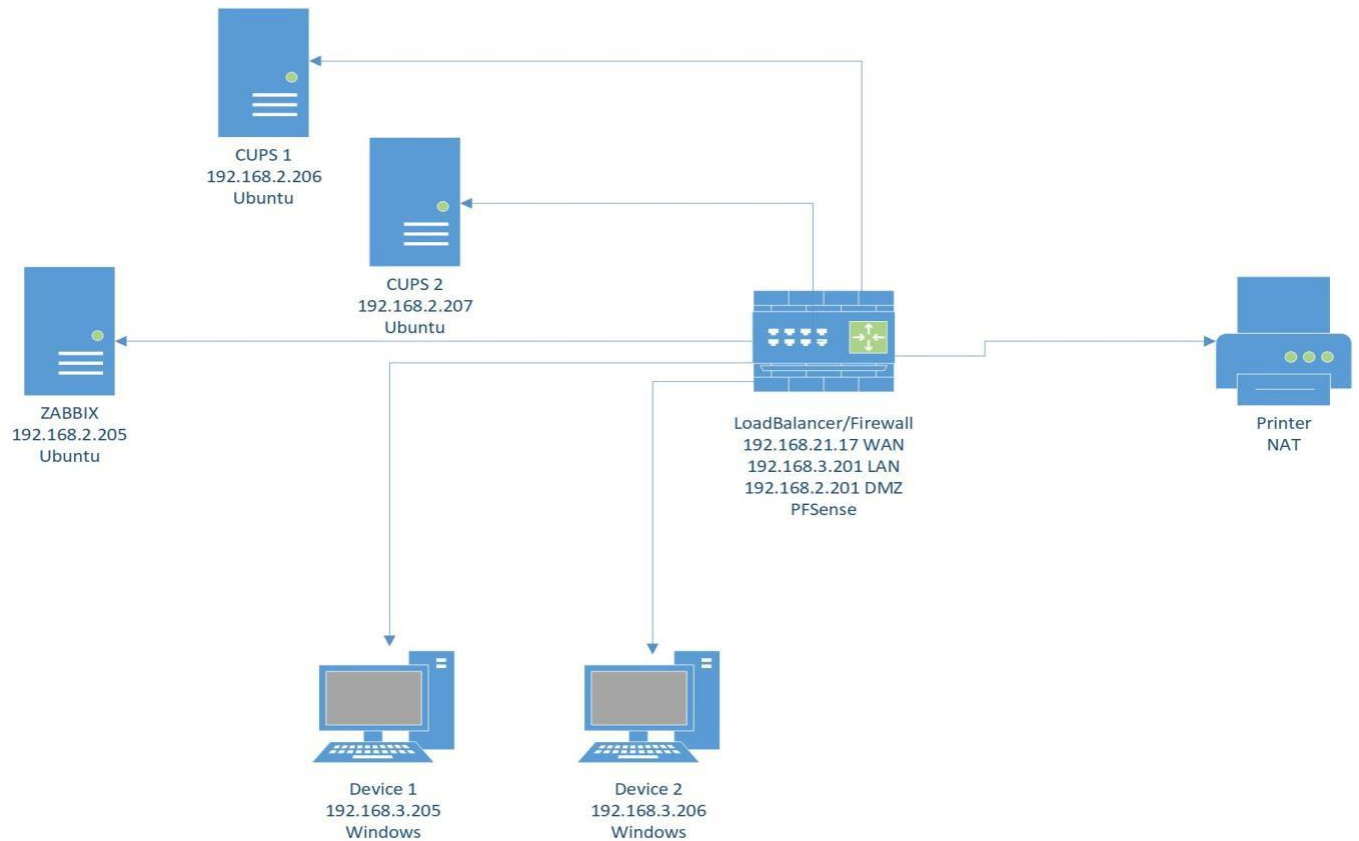 CUPS 1
192.168.2.206
Ubuntu
CUPS 2
192.168.2.207
Ubuntu
ZABBIX
192.168.2.205
Ubuntu
LoadBalancer/Firewall
192.168.21.17 WAN
192.168.3.201 LAN
192.168.2.201 DMZ
PFSense
Printer
NAT
Device 1
192.168.3.205
Windows
Device 2
192.168.3.206
Windows